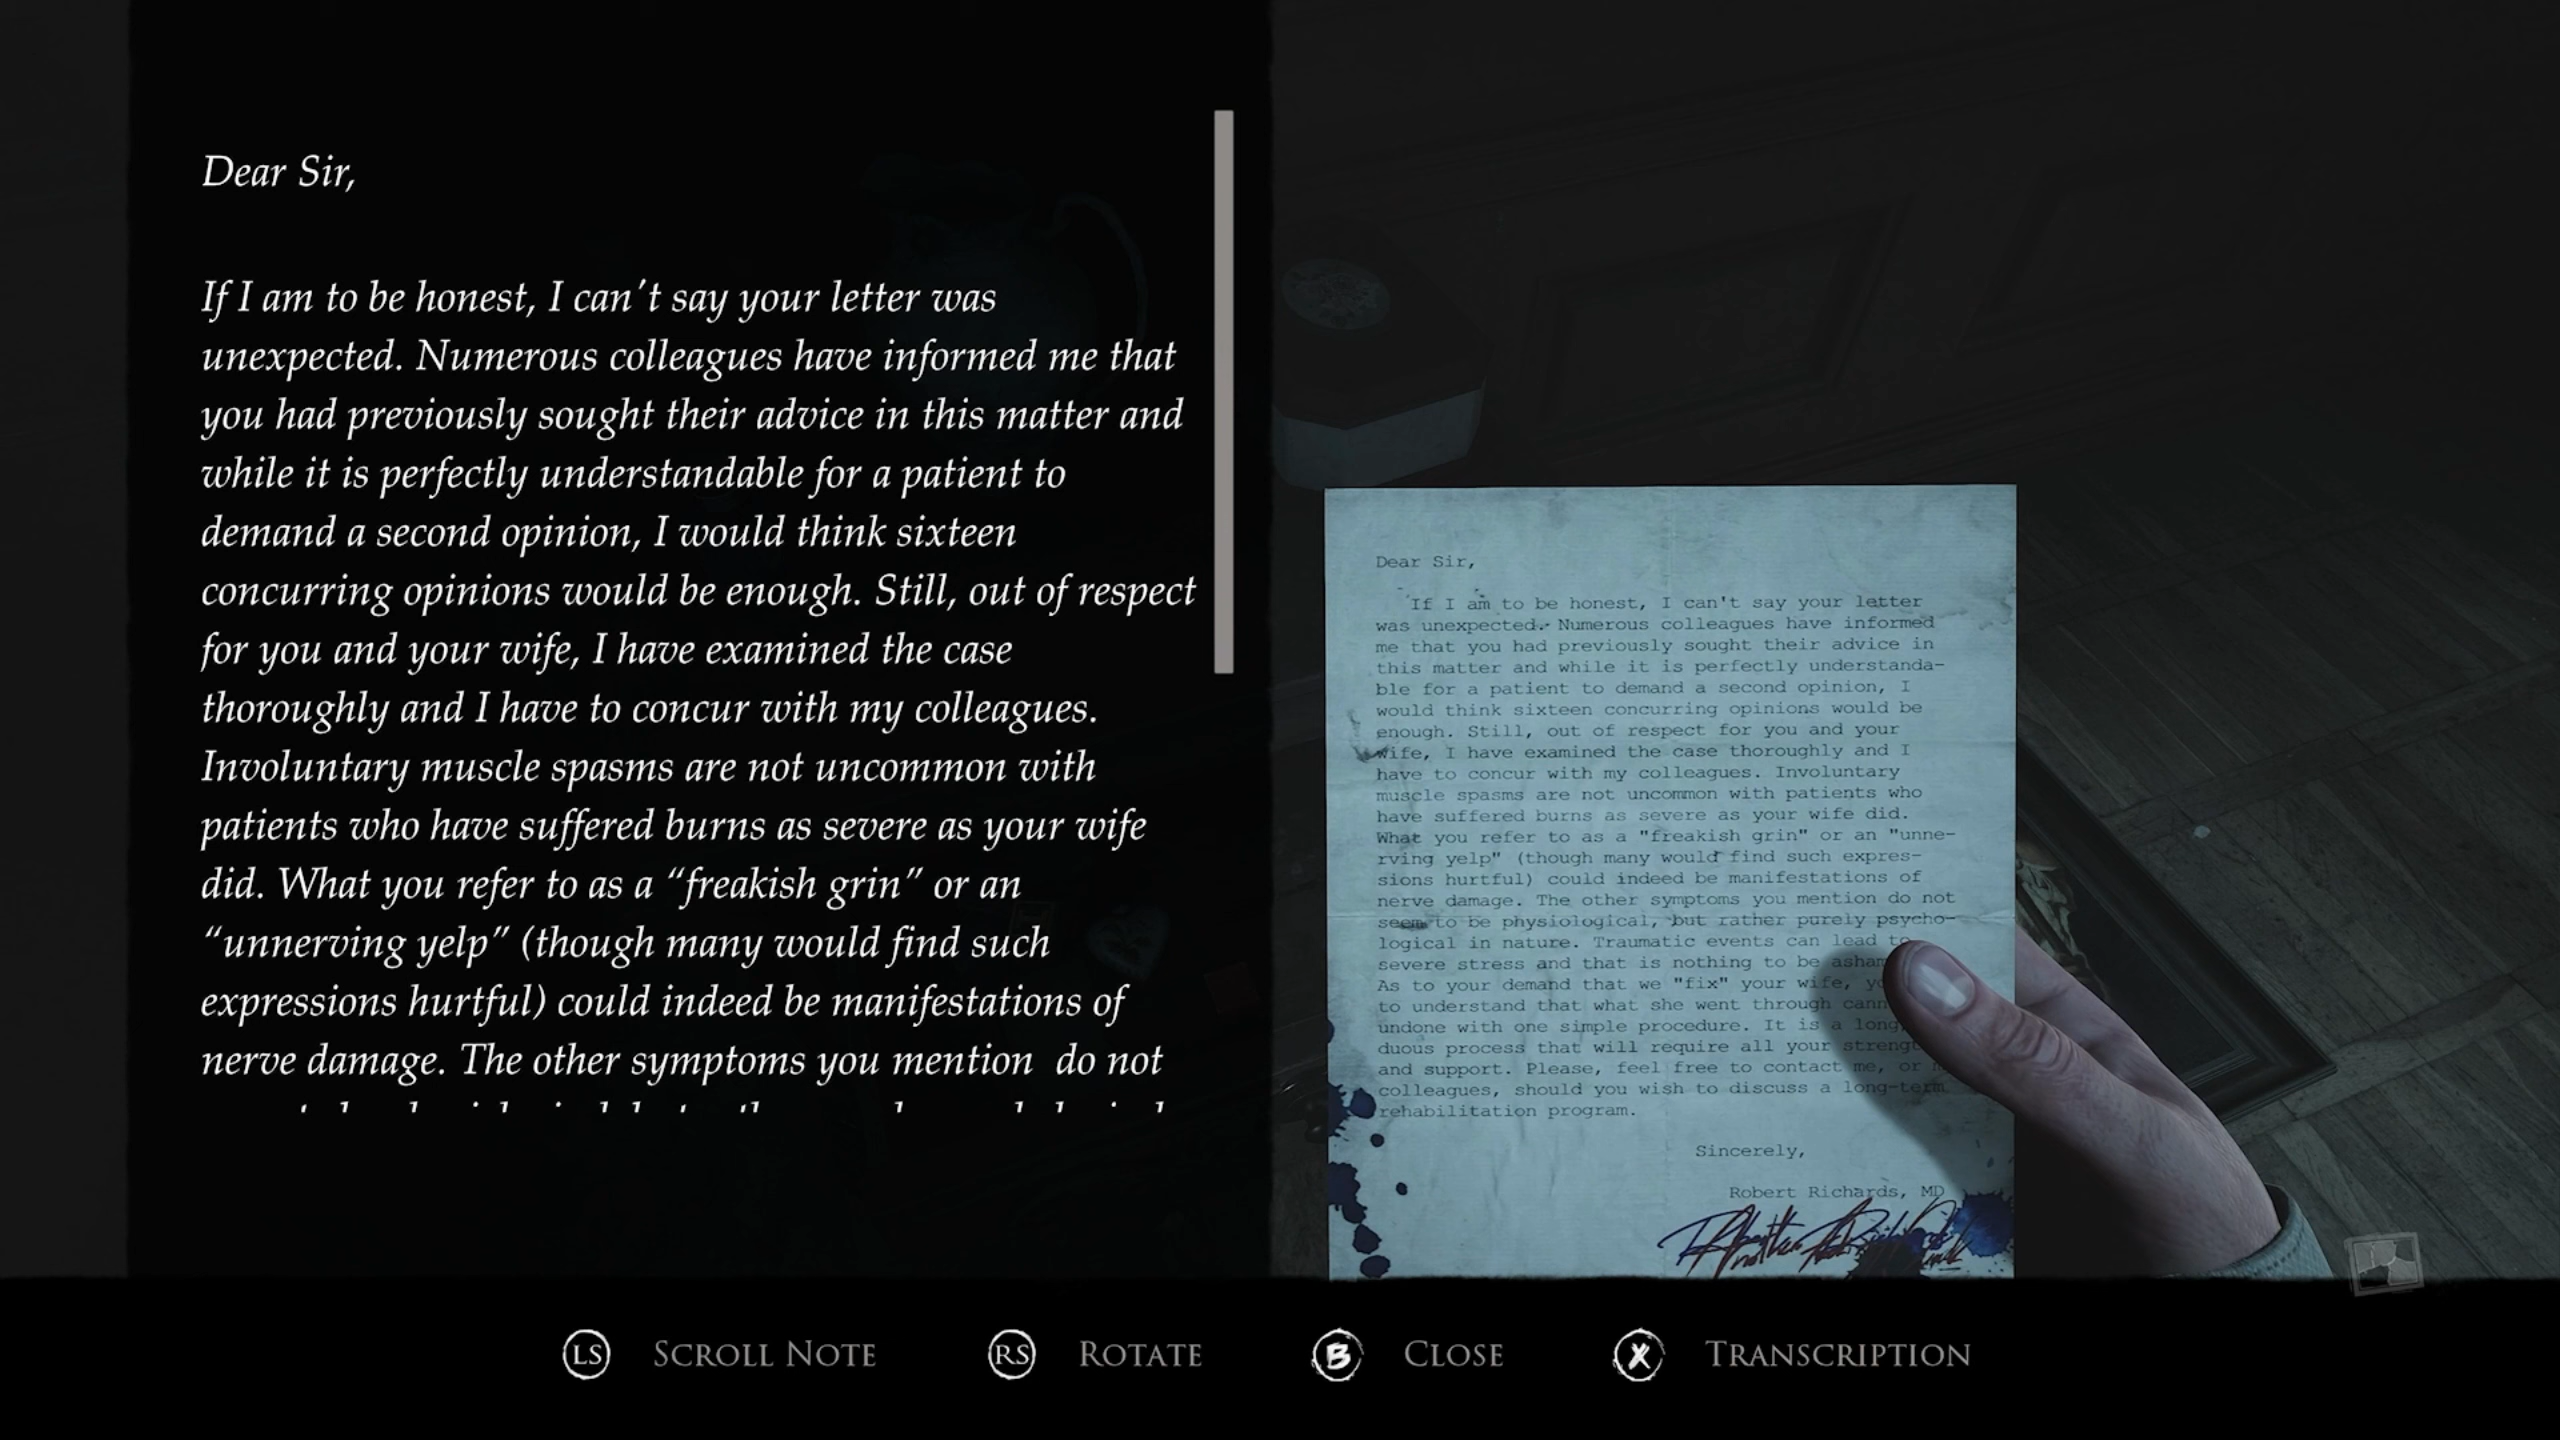 Dear Sir,
If I am to be honest, I can't say your letter was
unexpected. Numerous colleagues have informed me that
you had previously sought their advice in this matter and
while it is perfectly understandable for a patient to
demand a second opinion, I would think sixteen
concurring opinions would be enough. Still, out of respect
for you and your wife, I have examined the case
thoroughly and I have to concur with my colleagues.
Involuntary muscle spasms are not uncommon with
patients who have suffered burns as severe as your wife
did. What you refer to as a “freakish grin” or an
“unnerving yelp” (though many would find such
expressions hurtful) could indeed be manifestations of
nerve damage. The other symptoms you mention  do not
Dear Sir,
If I am to be honest, I can't say your letter
was unexpected. Numerous colleagues have informed
me that you had previously sought their advice in
this matter and while it is perfectly understanda-
ble for a patient to demand a second opinion, I
would think sixteen concurring opinions would be
enough. Still, out of respect for you and your
wife, I have examined the case thoroughly and I
have to concur with my colleagues. Involuntary
muscle spasms are not uncommon with patients who
have suffered burns as severe as your wife did.
What you refer to as a "freakish grin" or an "unne-
rving yelp" (though many would find such expres-
sions hurtful) could indeed be manifestations of
nerve damage. The other symptoms you mention do not
seem to be physiological, but rather purely psycho-
logical in nature. Traumatic events can lead to
severe stress and that is nothing to be
As to your demand that we "fix" your wife,
to understand that what she went through
undone with one simple procedure. It is a long,
duous process that will require all your
and support. Please, feel free to contact me, or
colleagues, should you wish to discuss a long-term
rehabilitation program.
Sincerely,
Robert Richards, MD
LS SCROLL NOTE RS ROTATE B CLOSE X TRANSCRIPTION